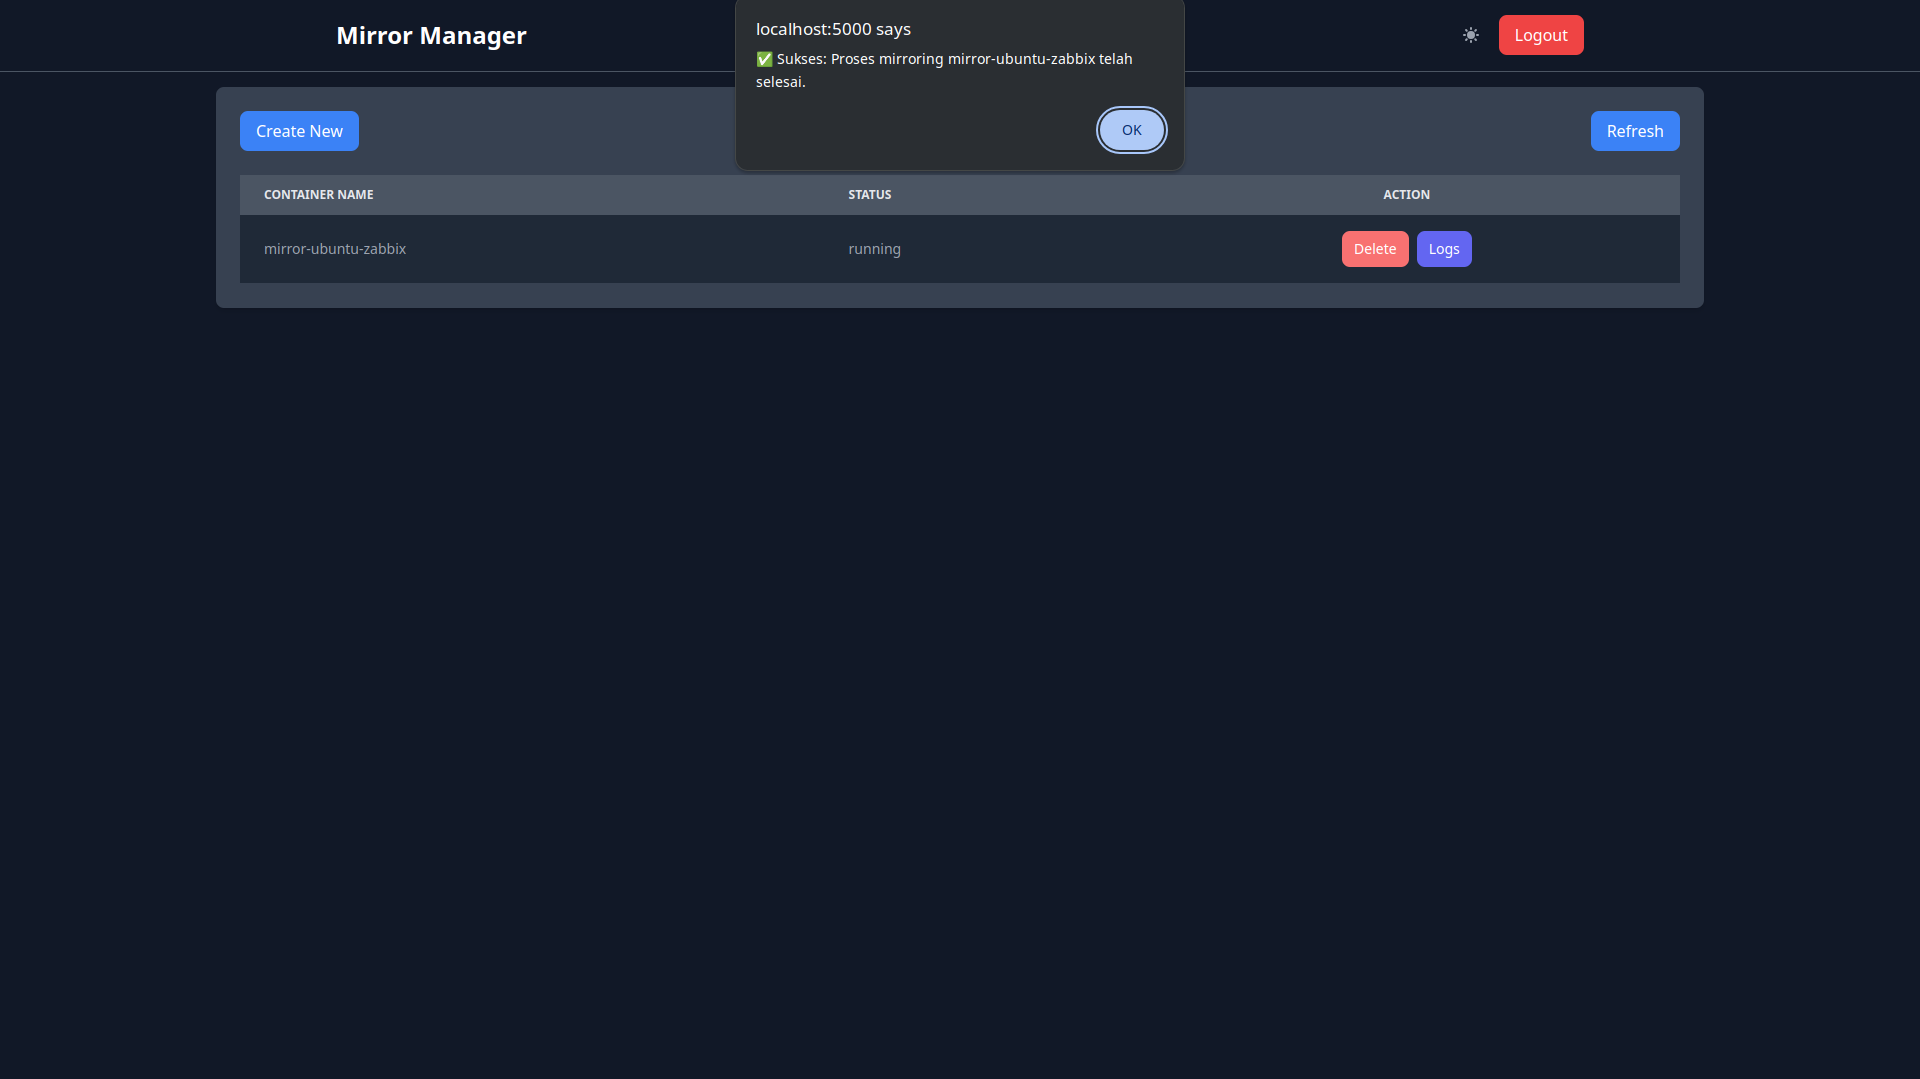 Mirror Manager
localhost:5000 says
✅ Sukses: Proses mirroring mirror-ubuntu-zabbix telah
selesai.
OK
Logout
Create New
Refresh
CONTAINER NAME STATUS ACTION
mirror-ubuntu-zabbix running Delete Logs